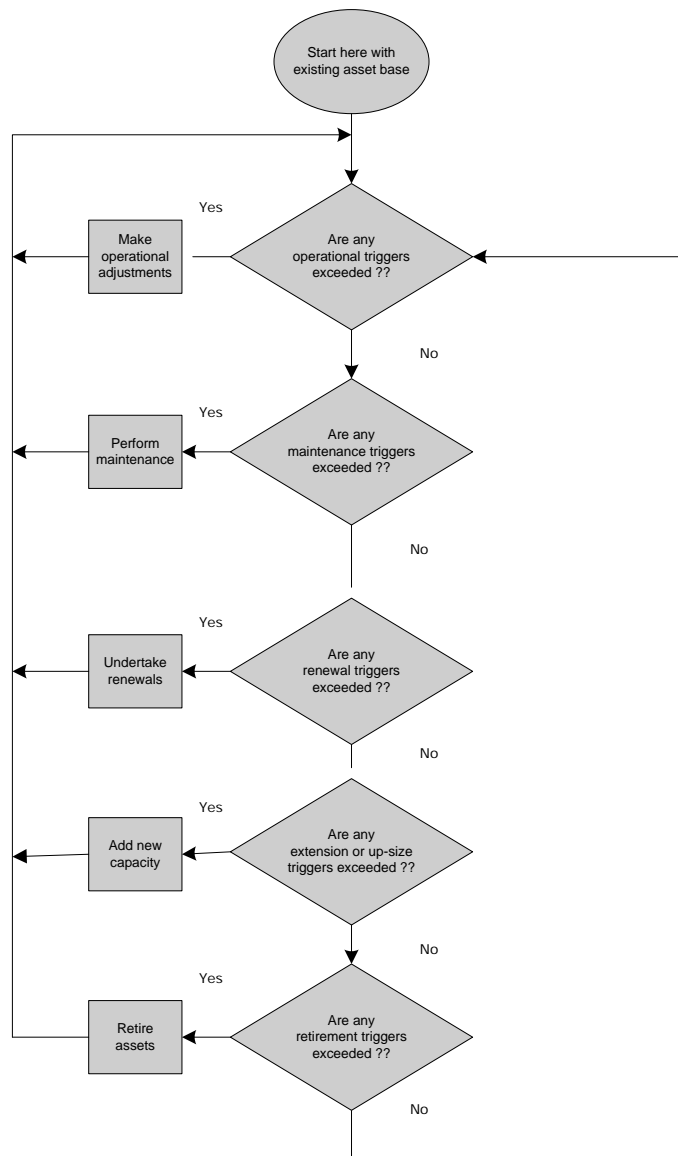 Start here with
existing asset base
Yes
Make
operational
adjustments
Are any
operational triggers
exceeded ??
No
Yes
Perform
maintenance
Are any
maintenance triggers
exceeded ??
No
Yes
Undertake
renewals
Are any
renewal triggers
exceeded ??
No
Yes
Add new
capacity
Are any
extension or up-size
triggers exceeded ??
No
Yes
Retire
assets
Are any
retirement triggers
exceeded ??
No